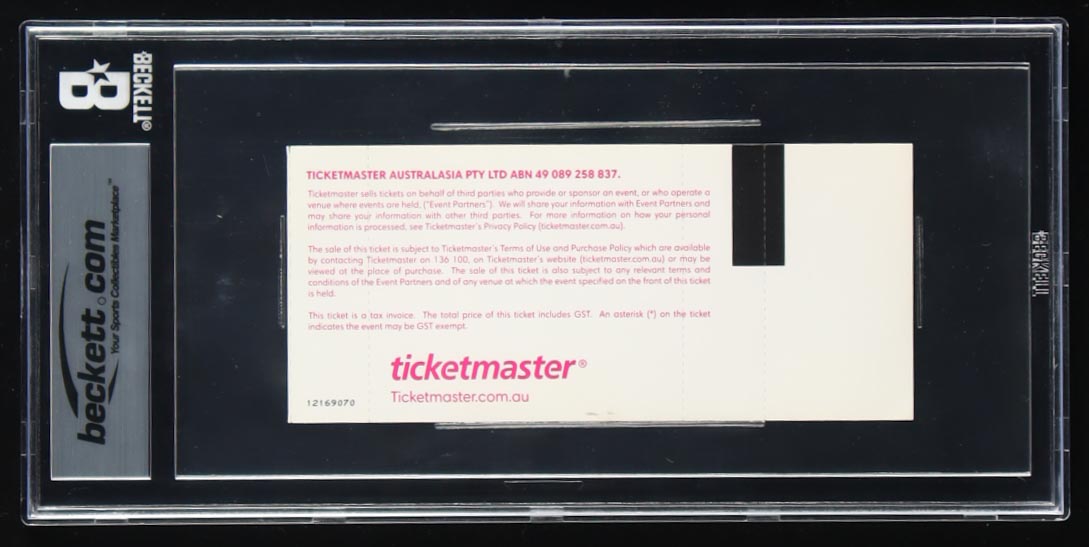 BECKETT®
B
beckett.com
Your Sports Collectibles Marketplace™
TICKETMASTER AUSTRALASIA PTY LTD ABN 49 089 258 837.
Ticketmaster sells tickets on behalf of third parties who provide or sponsor an event, or who operate a
venue where events are held, ("Event Partners"). We will share your information with Event Partners and
may share your information with other third parties. For more information on how your personal
information is processed, see Ticketmaster's Privacy Policy (ticketmaster.com.au).
The sale of this ticket is subject to Ticketmaster's Terms of Use and Purchase Policy which are available
by contacting Ticketmaster on 136 100, on Ticketmaster's website (ticketmaster.com.au) or may be
viewed at the place of purchase. The sale of this ticket is also subject to any relevant terms and
conditions of the Event Partners and of any venue at which the event specified on the front of this ticket
is held.
This ticket is a tax invoice. The total price of this ticket includes GST. An asterisk (*) on the ticket
indicates the event may be GST exempt.
ticketmaster®
Ticketmaster.com.au
12169070
BECKETT